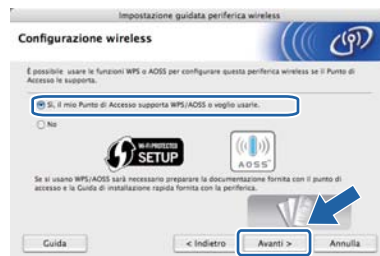 Impostazione guidata periferica wireless
Configurazione wireless
È possibile usare le funzioni WPS o AOSS per configurare questa periferica wireless se il Punto di
Accesso le supporta.
Sì, il mio Punto di Accesso supporta WPS/AOSS o voglio usarle.
No
Wi-Fi PROTECTED
SETUP
AOSS
Se si usano WPS/AOSS sarà necessario preparare la documentazione fornita con il punto di
accesso e la Guida di installazione rapida fornita con la periferica.
Guida
< Indietro
Avanti >
Annulla